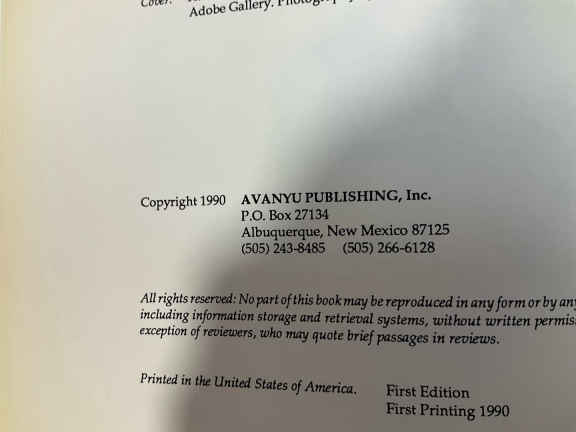 Cover:
Adobe Gallery. Photography
Copyright 1990 AVANYU PUBLISHING, Inc.
P.O. Box 27134
Albuquerque, New Mexico 87125
(505) 243-8485 (505) 266-6128
All rights reserved: No part of this book may be reproduced in any form or by any
including information storage and retrieval systems, without written permis
exception of reviewers, who may quote brief passages in reviews.
Printed in the United States of America. First Edition
First Printing 1990